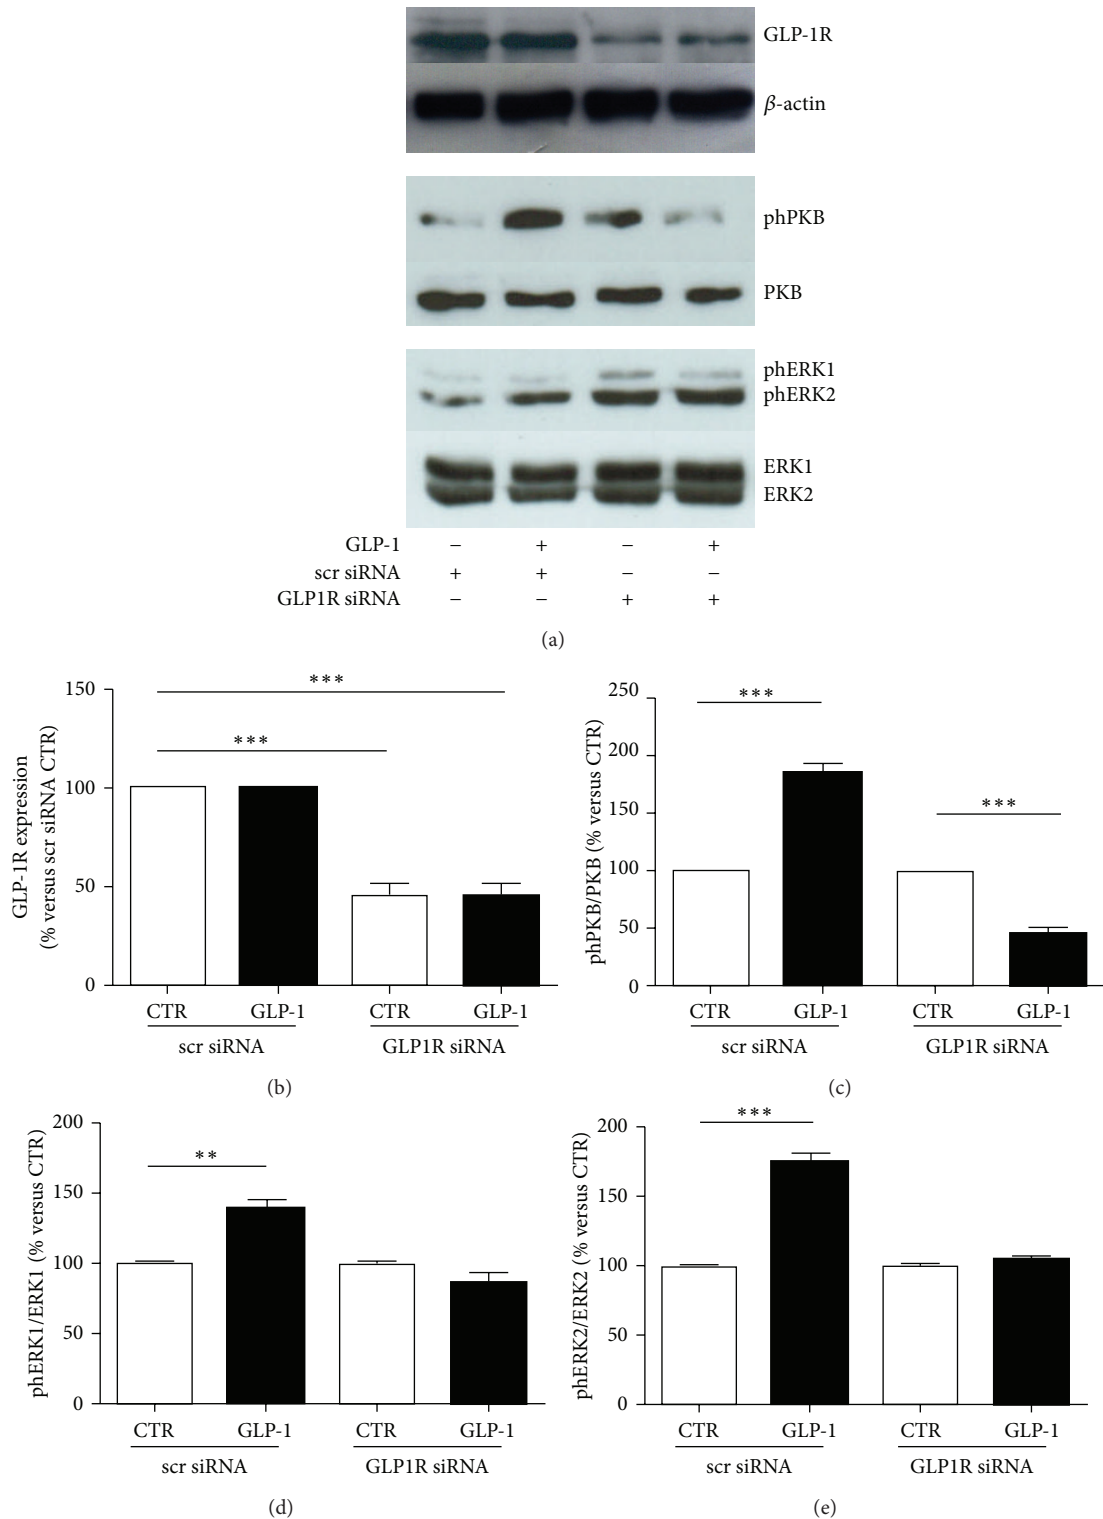 GLP-1R
β-actin
phPKB
PKB
phERK1
phERK2
ERK1
ERK2
GLP-1 − + − +
scr siRNA + + − −
GLP1R siRNA − − + +
(a)
GLP-1R expression
(% versus scr siRNA CTR)
150
100
50
0
***
***
CTR GLP-1 CTR GLP-1
scr siRNA GLP1R siRNA
(b)
phPKB/PKB (% versus CTR)
250
200
150
100
50
0
***
***
CTR GLP-1 CTR GLP-1
scr siRNA GLP1R siRNA
(c)
phERK1/ERK1 (% versus CTR)
200
150
100
50
0
**
CTR GLP-1 CTR GLP-1
scr siRNA GLP1R siRNA
(d)
phERK2/ERK2 (% versus CTR)
200
150
100
50
0
***
CTR GLP-1 CTR GLP-1
scr siRNA GLP1R siRNA
(e)